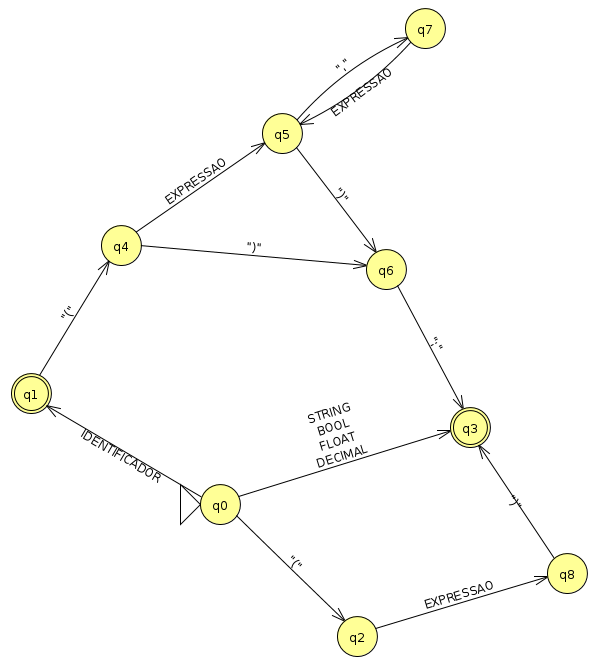 q7
","
EXPRESSAO
q5
EXPRESSAO
")"
q4
")"
q6
"("
";"
q1
STRING
BOOL
FLOAT
DECIMAL
q3
IDENTIFICADOR
q0
")"
"("
q8
EXPRESSAO
q2